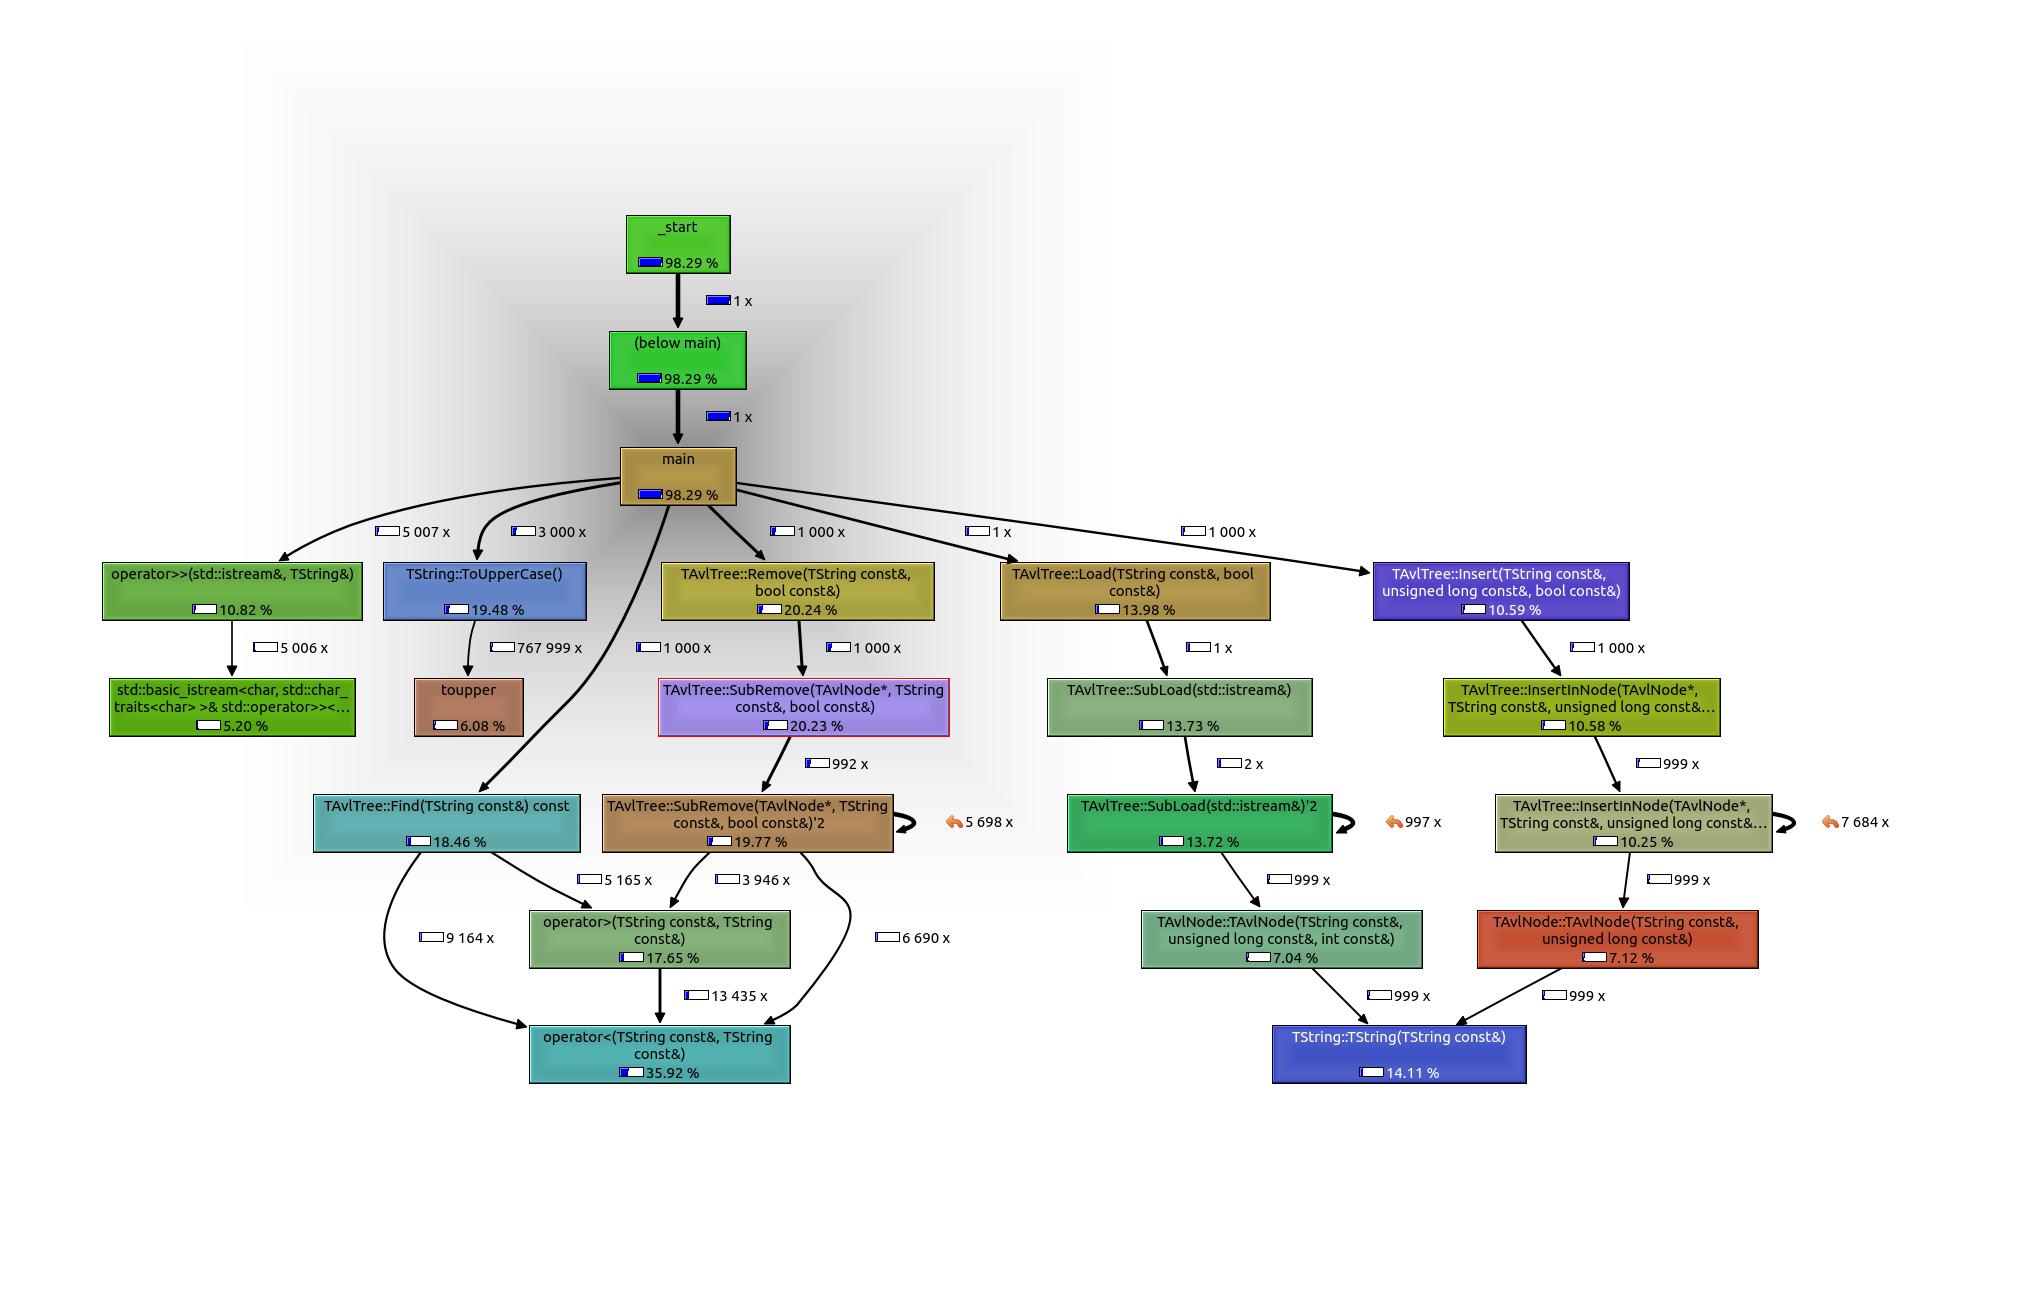 _start
98.29 %
1 x
(below main)
98.29 %
1 x
main
98.29 %
5 007 x
3 000 x
1 000 x
1 x
1 000 x
operator>>(std::istream&, TString&)
10.82 %
TString::ToUpperCase()
19.48 %
TAvlTree::Remove(TString const&,
bool const&)
20.24 %
TAvlTree::Load(TString const&, bool
const&)
13.98 %
TAvlTree::Insert(TString const&,
unsigned long const&, bool const&)
10.59 %
5 006 x
767 999 x
1 000 x
1 000 x
1 x
1 000 x
std::basic_istream<char, std::char_
traits<char> >& std::operator>><...
5.20 %
toupper
6.08 %
TAvlTree::SubRemove(TAvlNode*, TString
const&, bool const&)
20.23 %
TAvlTree::SubLoad(std::istream&)
13.73 %
TAvlTree::InsertInNode(TAvlNode*,
TString const&, unsigned long const&...
10.58 %
992 x
2 x
999 x
TAvlTree::Find(TString const&) const
18.46 %
TAvlTree::SubRemove(TAvlNode*, TString
const&, bool const&)'2
19.77 %
5 698 x
TAvlTree::SubLoad(std::istream&)'2
13.72 %
997 x
TAvlTree::InsertInNode(TAvlNode*,
TString const&, unsigned long const&...
10.25 %
7 684 x
5 165 x
3 946 x
999 x
999 x
9 164 x
operator>(TString const&, TString
const&)
17.65 %
6 690 x
TAvlNode::TAvlNode(TString const&,
unsigned long const&, int const&)
7.04 %
TAvlNode::TAvlNode(TString const&,
unsigned long const&)
7.12 %
13 435 x
999 x
999 x
operator<(TString const&, TString
const&)
35.92 %
TString::TString(TString const&)
14.11 %